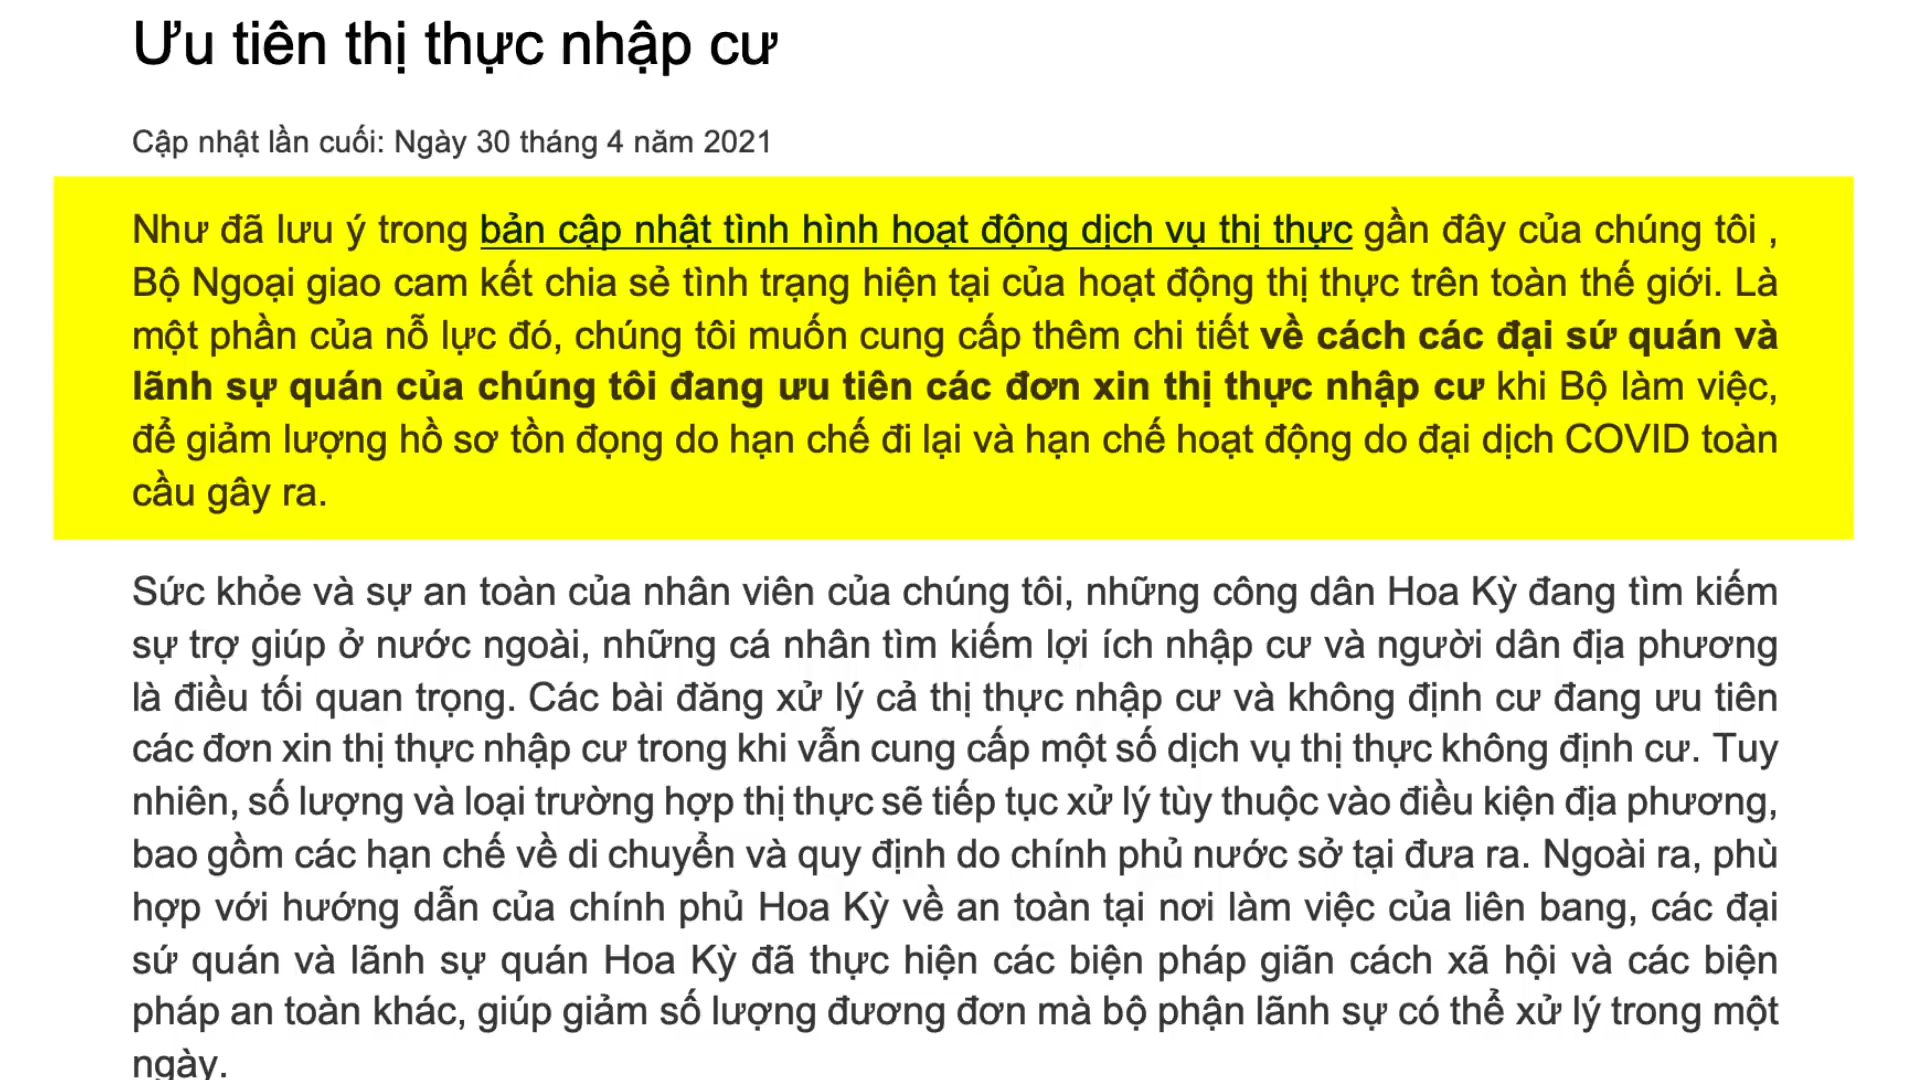 Ưu tiên thị thực nhập cư
Cập nhật lần cuối: Ngày 30 tháng 4 năm 2021
Như đã lưu ý trong bản cập nhật tình hình hoạt động dịch vụ thị thực gần đây của chúng tôi ,
Bộ Ngoại giao cam kết chia sẻ tình trạng hiện tại của hoạt động thị thực trên toàn thế giới. Là
một phần của nỗ lực đó, chúng tôi muốn cung cấp thêm chi tiết về cách các đại sứ quán và
lãnh sự quán của chúng tôi đang ưu tiên các đơn xin thị thực nhập cư khi Bộ làm việc,
để giảm lượng hồ sơ tồn đọng do hạn chế đi lại và hạn chế hoạt động do đại dịch COVID toàn
cầu gây ra.
Sức khỏe và sự an toàn của nhân viên của chúng tôi, những công dân Hoa Kỳ đang tìm kiếm
sự trợ giúp ở nước ngoài, những cá nhân tìm kiếm lợi ích nhập cư và người dân địa phương
là điều tối quan trọng. Các bài đăng xử lý cả thị thực nhập cư và không định cư đang ưu tiên
các đơn xin thị thực nhập cư trong khi vẫn cung cấp một số dịch vụ thị thực không định cư. Tuy
nhiên, số lượng và loại trường hợp thị thực sẽ tiếp tục xử lý tùy thuộc vào điều kiện địa phương,
bao gồm các hạn chế về di chuyển và quy định do chính phủ nước sở tại đưa ra. Ngoài ra, phù
hợp với hướng dẫn của chính phủ Hoa Kỳ về an toàn tại nơi làm việc của liên bang, các đại
sứ quán và lãnh sự quán Hoa Kỳ đã thực hiện các biện pháp giãn cách xã hội và các biện
pháp an toàn khác, giúp giảm số lượng đương đơn mà bộ phận lãnh sự có thể xử lý trong một
ngày.